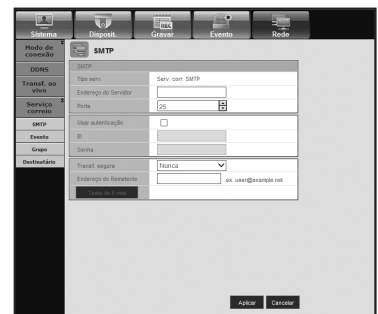 Sistema Disposit. Gravar Evento Rede
REC
Modo de
conexão
DDNS
Transf. ao
vivo
Serviço
correio
SMTP
Evento
Grupo
Destinatário
SMTP
SMTP
Tipo serv. Serv. corr. SMTP
Endereço do Servidor
Porta 25
Usar autenticação
ID
Senha
Transf. segura Nunca
Endereço do Remetente ex. user@example.net
Teste de E-mail
Aplicar Cancelar